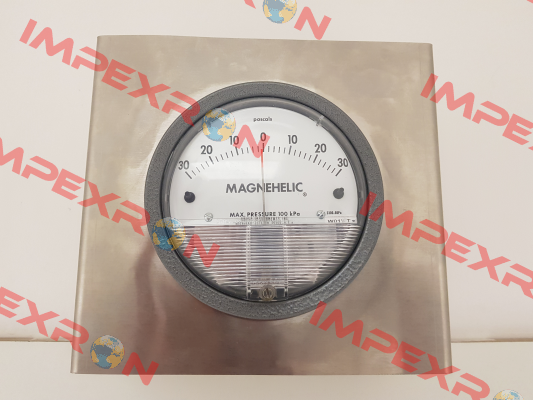 IMPEXRON
IMPEXRON
pascals
30 20 10 0 10 20 30
MAGNEHELIC®
MAX. PRESSURE 100 kPa
IMPEXRON
IMPEXRON
IMPEXRON